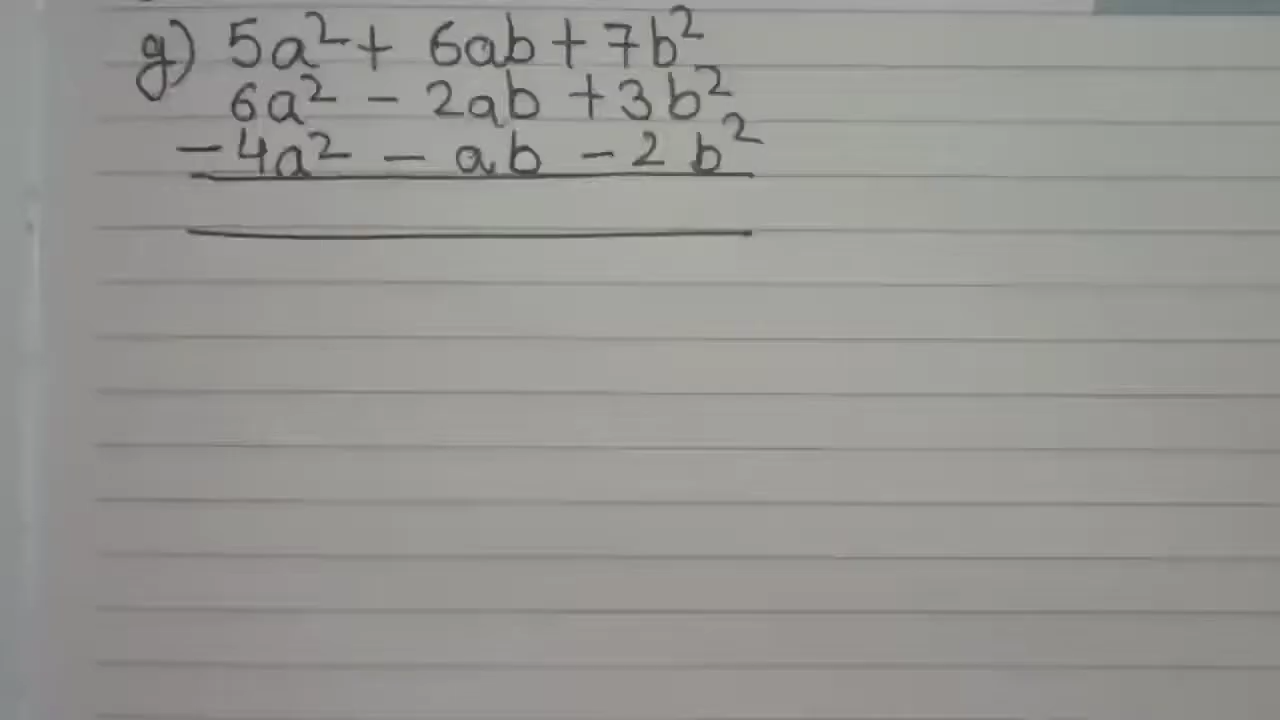 g) 5a² + 6ab + 7b²
6a² - 2ab + 3b²
- 4a² - ab - 2b²